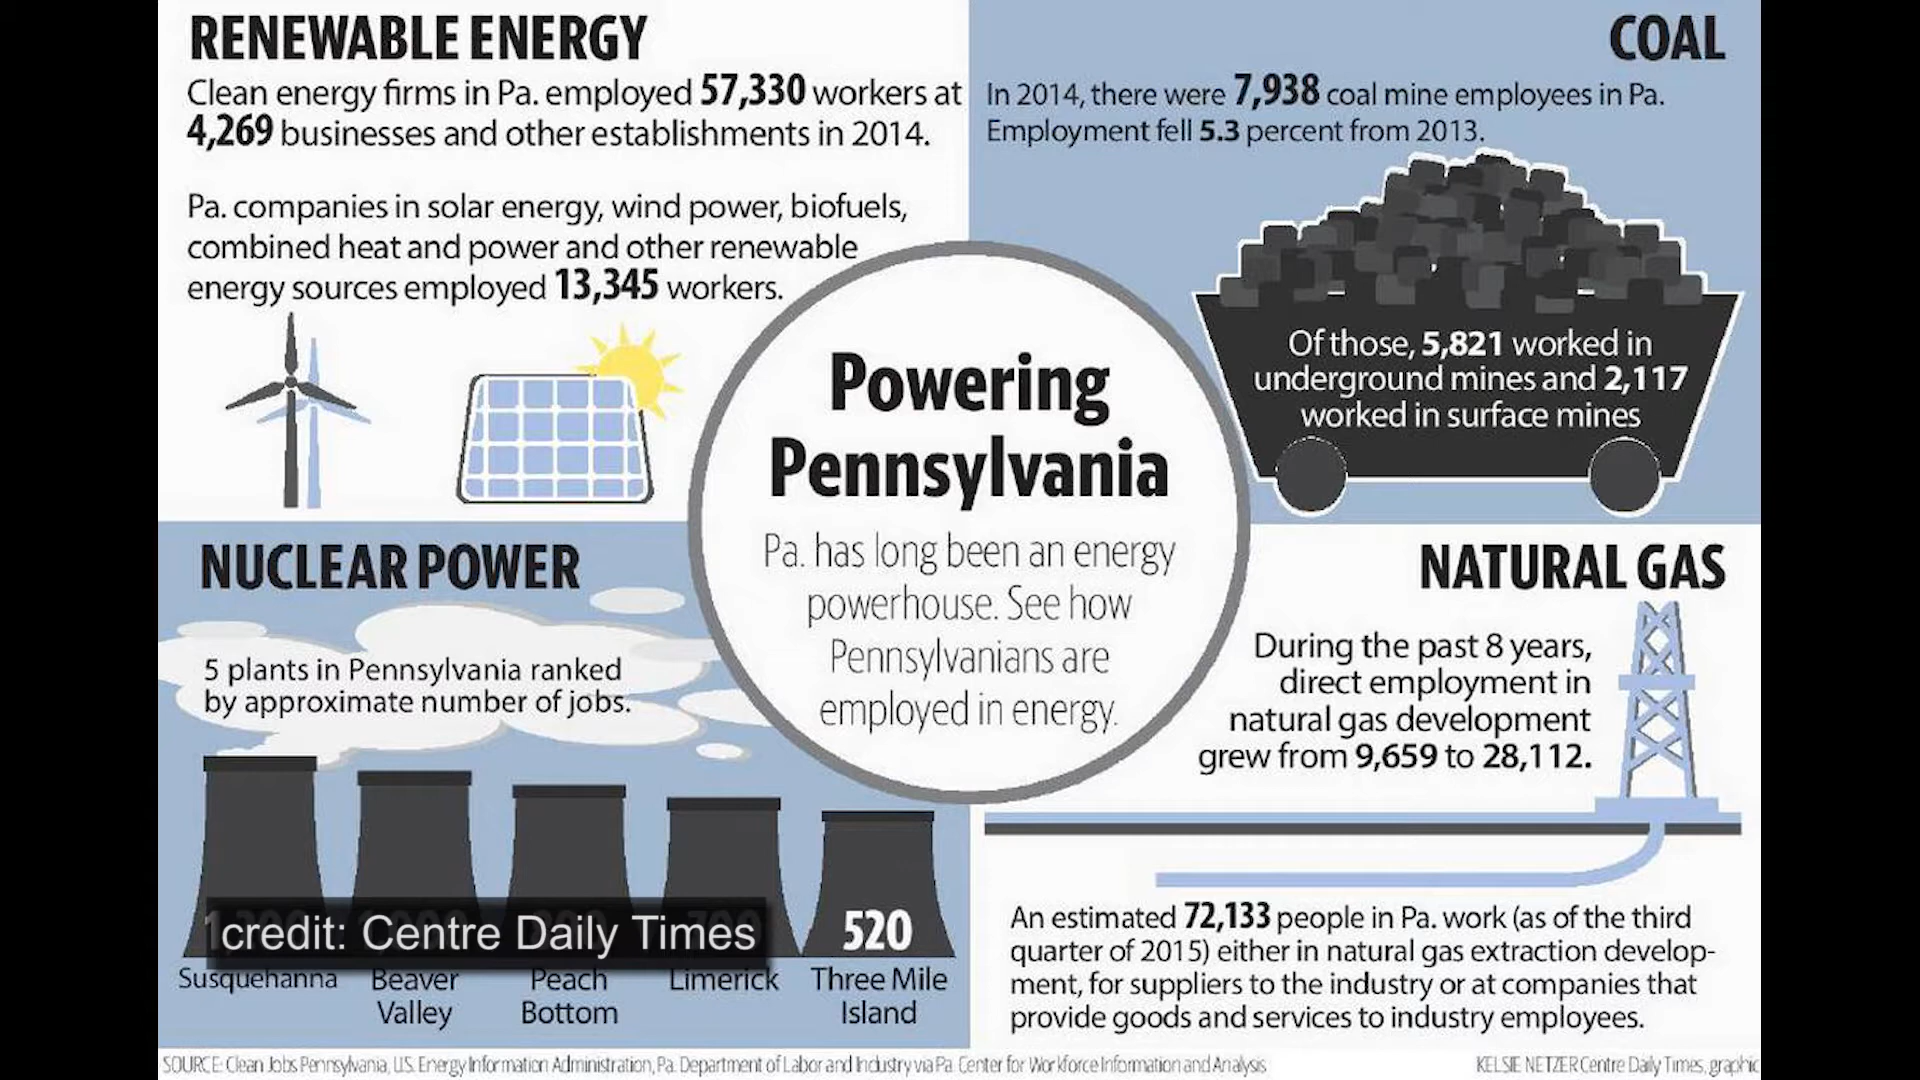 RENEWABLE ENERGY
Clean energy firms in Pa. employed 57,330 workers at
4,269 businesses and other establishments in 2014.
Pa. companies in solar energy, wind power, biofuels,
combined heat and power and other renewable
energy sources employed 13,345 workers.
COAL
In 2014, there were 7,938 coal mine employees in Pa.
Employment fell 5.3 percent from 2013.
Of those, 5,821 worked in
underground mines and 2,117
worked in surface mines
Powering
Pennsylvania
Pa. has long been an energy
powerhouse. See how
Pennsylvanians are
employed in energy.
NUCLEAR POWER
5 plants in Pennsylvania ranked
by approximate number of jobs.
520
credit: Centre Daily Times
Susquehanna
Beaver
Valley
Peach
Bottom
Limerick
Three Mile
Island
NATURAL GAS
During the past 8 years,
direct employment in
natural gas development
grew from 9,659 to 28,112.
An estimated 72,133 people in Pa. work (as of the third
quarter of 2015) either in natural gas extraction develop-
ment, for suppliers to the industry or at companies that
provide goods and services to industry employees.
SOURCE: Clean Jobs Pennsylvania, U.S. Energy Information Administration, Pa. Department of Labor and Industry via Pa. Center for Workforce Information and Analysis
KELSIE NETZER Centre Daily Times, graphic